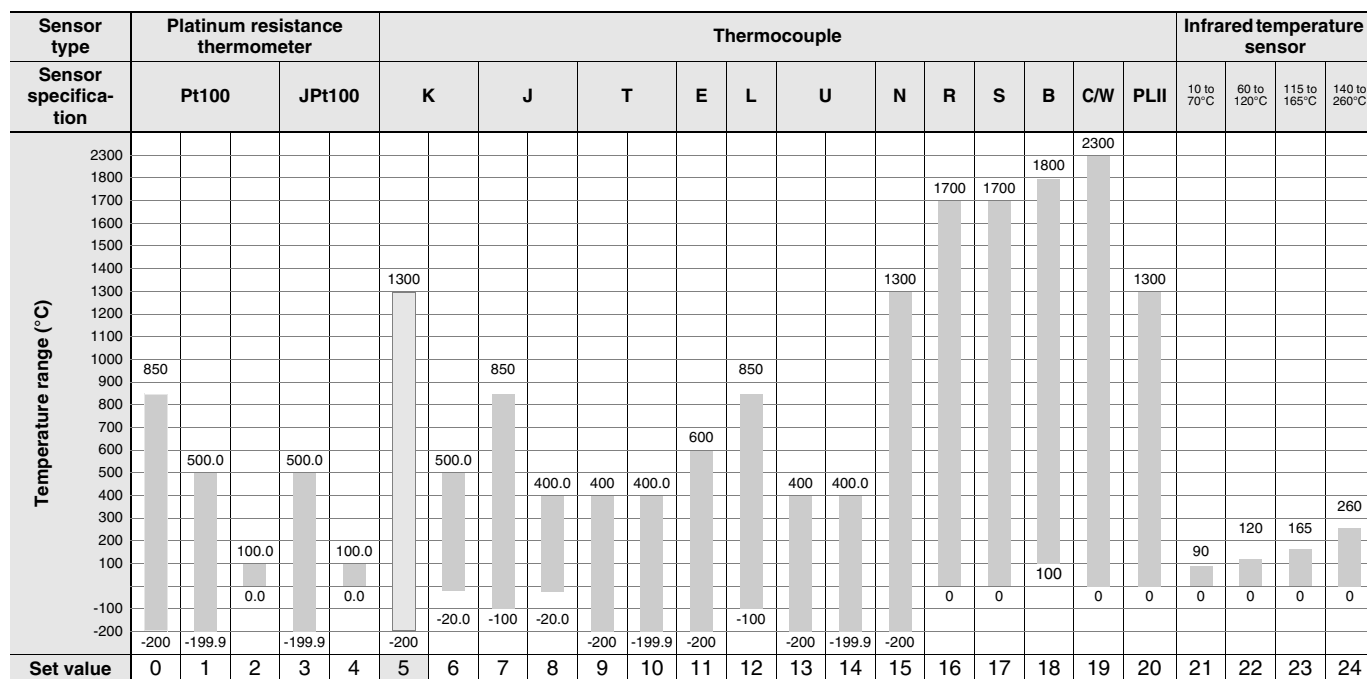 Sensor type Platinum resistance thermometer Thermocouple Infrared temperature sensor
Sensor specifica- tion Pt100 JPt100 K J T E L U N R S B C/W PLII 10 to 70°C 60 to 120°C 115 to 165°C 140 to 260°C
Temperature range (°C)
2300 2300
1800 1800
1700 1700 1700
1600
1500
1400
1300 1300 1300 1300
1200
1100
1000
900 850 850 850
800
700
600 600
500 500.0 500.0 500.0
400 400.0 400 400.0 400 400.0
300 260
200 120 165
100 100.0 100.0 100 90
0.0 0.0 0 0 0 0 0 0 0 0
-100 -20.0 -100 -20.0 -100
-200 -200 -199.9 -199.9 -200 -200 -199.9 -200 -200 -199.9 -200
Set value 0 1 2 3 4 5 6 7 8 9 10 11 12 13 14 15 16 17 18 19 20 21 22 23 24